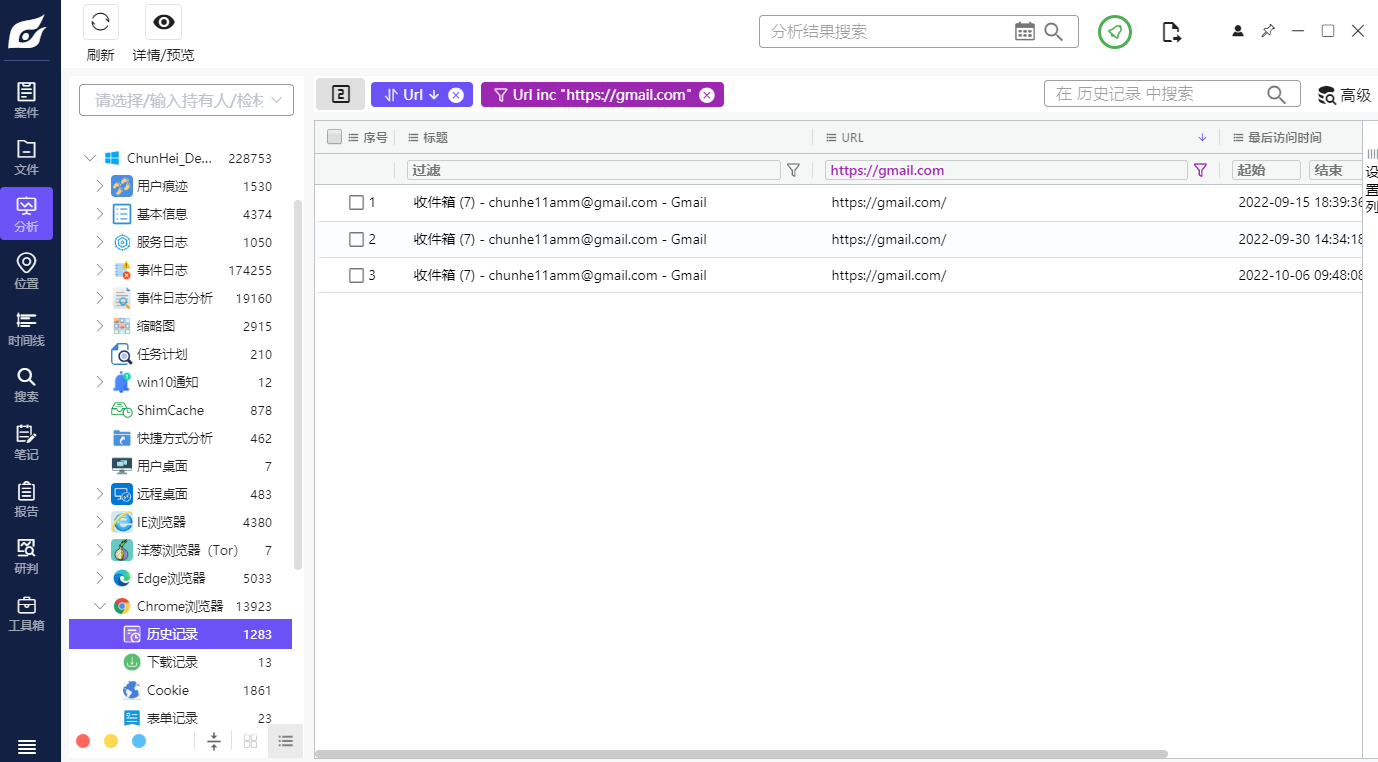 刷新
详情/预览
分析结果搜索
案件
文件
分析
位置
时间线
搜索
笔记
报告
研判
工具箱
请选择/输入持有人/检材
ChunHei_De... 228753
用户痕迹 1530
基本信息 4374
服务日志 1050
事件日志 174255
事件日志分析 19160
缩略图 2915
任务计划 210
win10通知 12
ShimCache 878
快捷方式分析 462
用户桌面 7
远程桌面 483
IE浏览器 4380
洋葱浏览器（Tor） 7
Edge浏览器 5033
Chrome浏览器 13923
历史记录 1283
下载记录 13
Cookie 1861
表单记录 23
2 Url Url inc "https://gmail.com"
在 历史记录 中搜索
高级
序号 标题 URL 最后访问时间
过滤 https://gmail.com 起始 结束
1 收件箱 (7) - chunhe11amm@gmail.com - Gmail https://gmail.com/ 2022-09-15 18:39:36
2 收件箱 (7) - chunhe11amm@gmail.com - Gmail https://gmail.com/ 2022-09-30 14:34:18
3 收件箱 (7) - chunhe11amm@gmail.com - Gmail https://gmail.com/ 2022-10-06 09:48:08
设置列